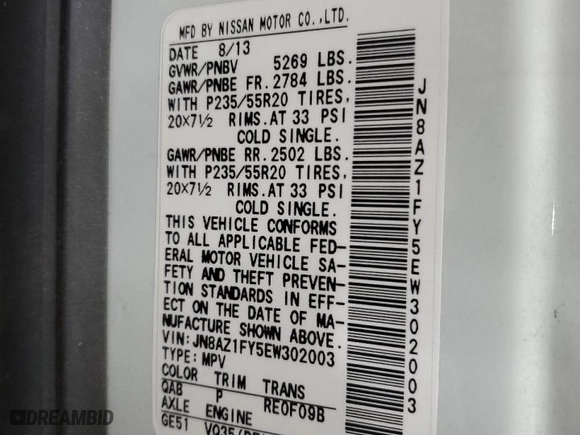 MFD BY NISSAN MOTOR CO.,LTD.
DATE 8/13
GVWR/PNBV 5269 LBS.
GAWR/PNBE FR. 2784 LBS.
WITH P235/55R20 TIRES,
20×7½ RIMS.AT 33 PSI
COLD SINGLE.
GAWR/PNBE RR. 2502 LBS.
WITH P235/55R20 TIRES,
20×7½ RIMS.AT 33 PSI
COLD SINGLE.
THIS VEHICLE CONFORMS
TO ALL APPLICABLE FED-
ERAL MOTOR VEHICLE SA-
FETY AND THEFT PREVEN-
TION STANDARDS IN EFF-
ECT ON THE DATE OF MA-
NUFACTURE SHOWN ABOVE.
VIN:JN8AZ1FY5EW302003
TYPE:MPV
COLOR TRIM TRANS
QAB P RE0F09B
AXLE ENGINE
GE51
JN8AZ1FY5EW302003
DREAMBID